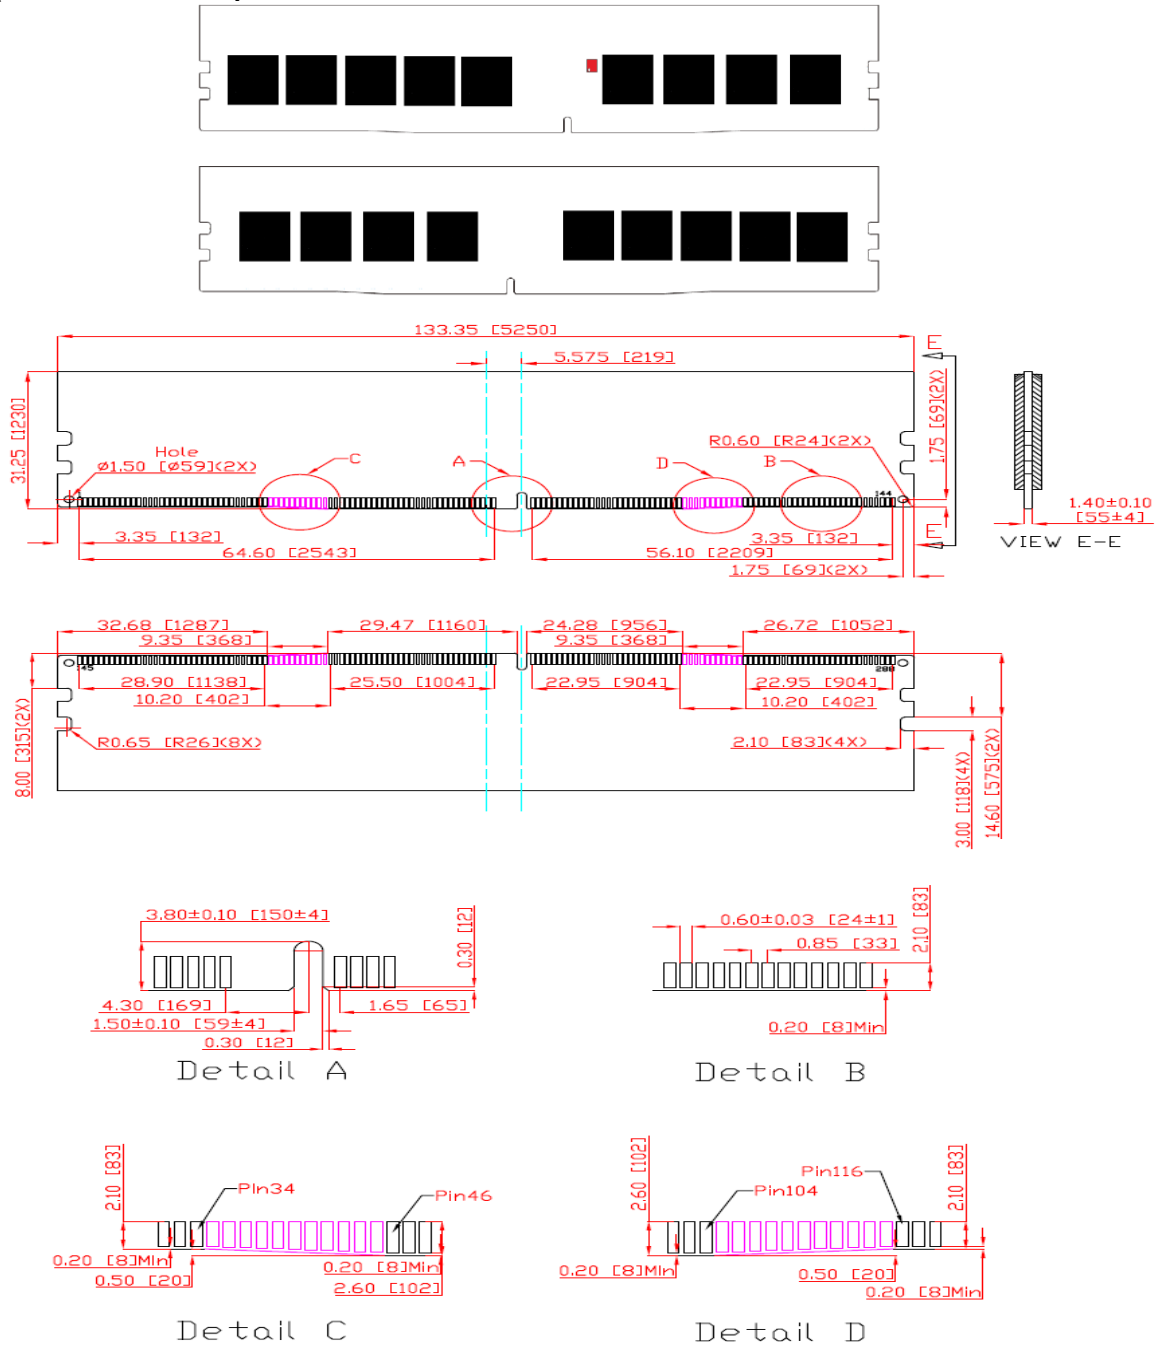 133.35 [5250]
5.575 [219]
E
31.25 [1230]
1.75 [69](2X)
Hole
Ø1.50 [Ø59](2X)
C
A
D
B
R0.60 [R24](2X)
144
1.40±0.10
[55±4]
3.35 [132]
3.35 [132]
E
VIEW E-E
64.60 [2543]
56.10 [2209]
1.75 [69](2X)
32.68 [1287]
29.47 [1160]
24.28 [956]
26.72 [1052]
9.35 [368]
9.35 [368]
145
288
28.90 [1138]
25.50 [1004]
22.95 [904]
22.95 [904]
10.20 [402]
10.20 [402]
8.00 [315](2X)
R0.65 [R26](8X)
2.10 [83](4X)
3.00 [118](4X)
14.60 [575](2X)
3.80±0.10 [150±4]
0.30 [12]
4.30 [169]
1.65 [65]
1.50±0.10 [59±4]
0.30 [12]
Detail A
0.60±0.03 [24±1]
2.10 [83]
0.85 [33]
0.20 [8]Min
Detail B
2.10 [83]
Pin34
Pin46
0.20 [8]Min
0.20 [8]Min
0.50 [20]
2.60 [102]
Detail C
2.60 [102]
Pin116
2.10 [83]
Pin104
0.20 [8]Min
0.50 [20]
0.20 [8]Min
Detail D